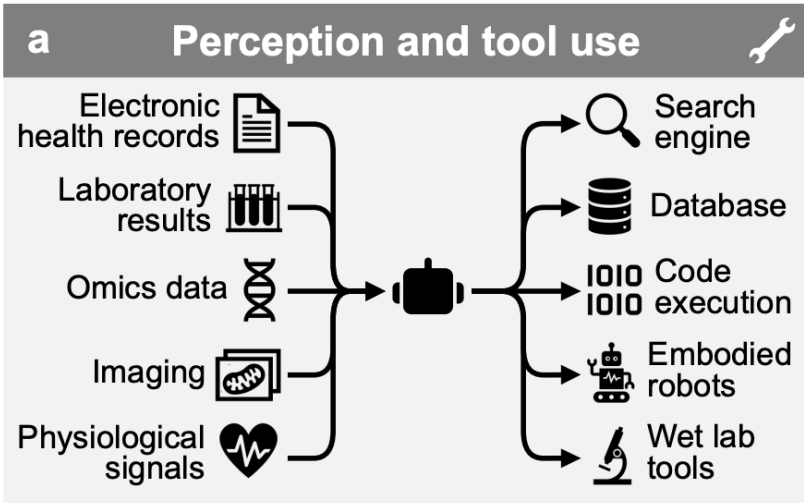 a Perception and tool use
Electronic
health records
Laboratory
results
Omics data
Imaging
Physiological
signals
Search
engine
Database
1010 Code
1010 execution
Embodied
robots
Wet lab
tools